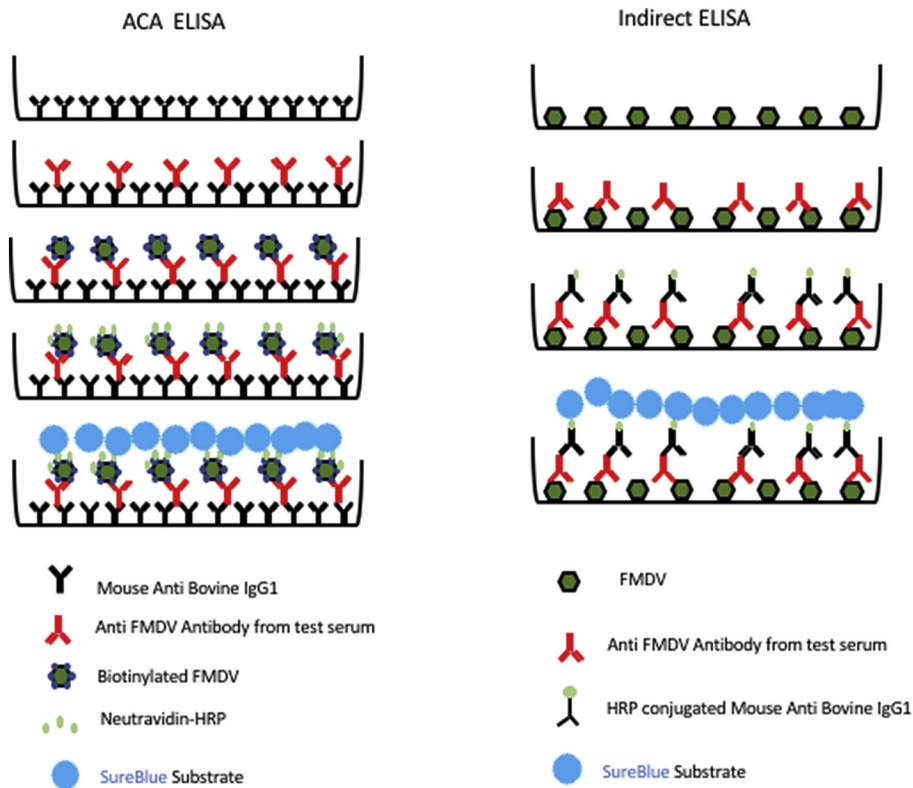 ACA ELISA
Mouse Anti Bovine IgG1
Anti FMDV Antibody from test serum
Biotinylated FMDV
Neutravidin-HRP
SureBlue Substrate
Indirect ELISA
FMDV
Anti FMDV Antibody from test serum
HRP conjugated Mouse Anti Bovine IgG1
SureBlue Substrate